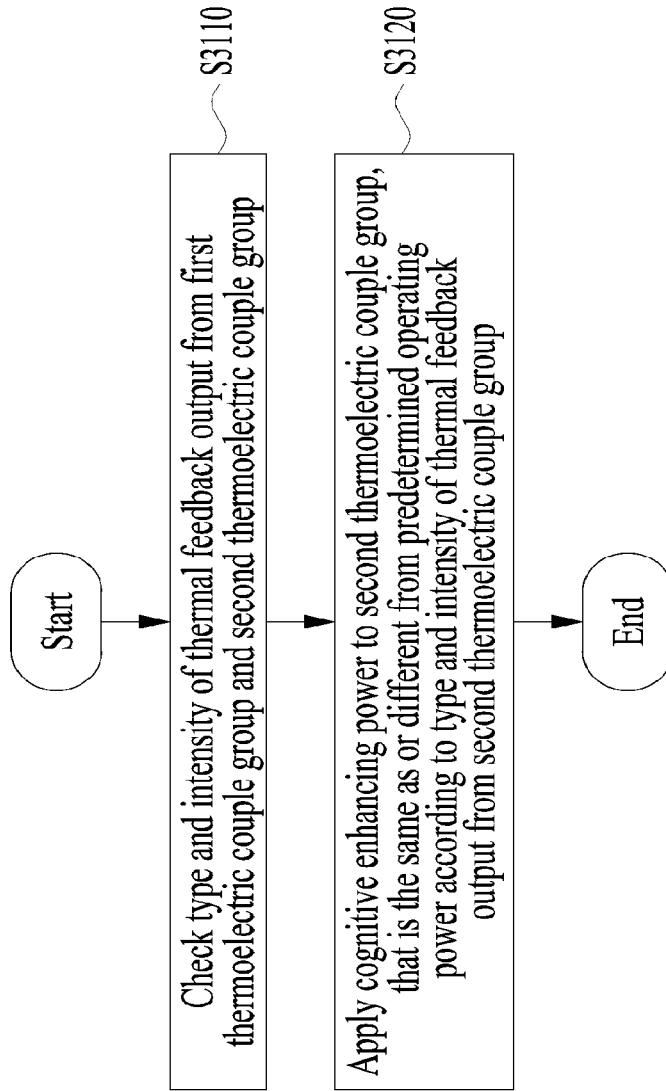 Start
Check type and intensity of thermal feedback output from first
thermoelectric couple group and second thermoelectric couple group
S3110
Apply cognitive enhancing power to second thermoelectric couple group,
that is the same as or different from predetermined operating
power according to type and intensity of thermal feedback
output from second thermoelectric couple group
S3120
End